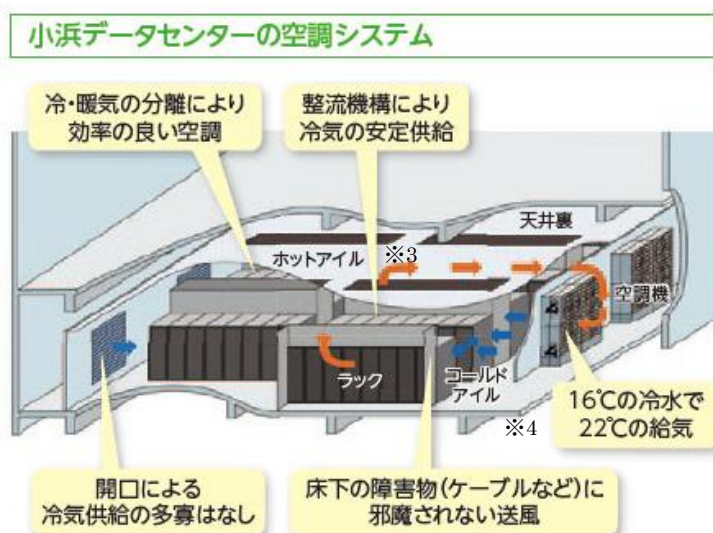 小浜データセンターの空調システム
冷・暖気の分離により
効率の良い空調
整流機構により
冷気の安定供給
天井裏
ホットアイル
※3
空調機
ラック
コールド
アイル
※4
16℃の冷水で
22℃の給気
開口による
冷気供給の多寡はなし
床下の障害物(ケーブルなど)に
邪魔されない送風